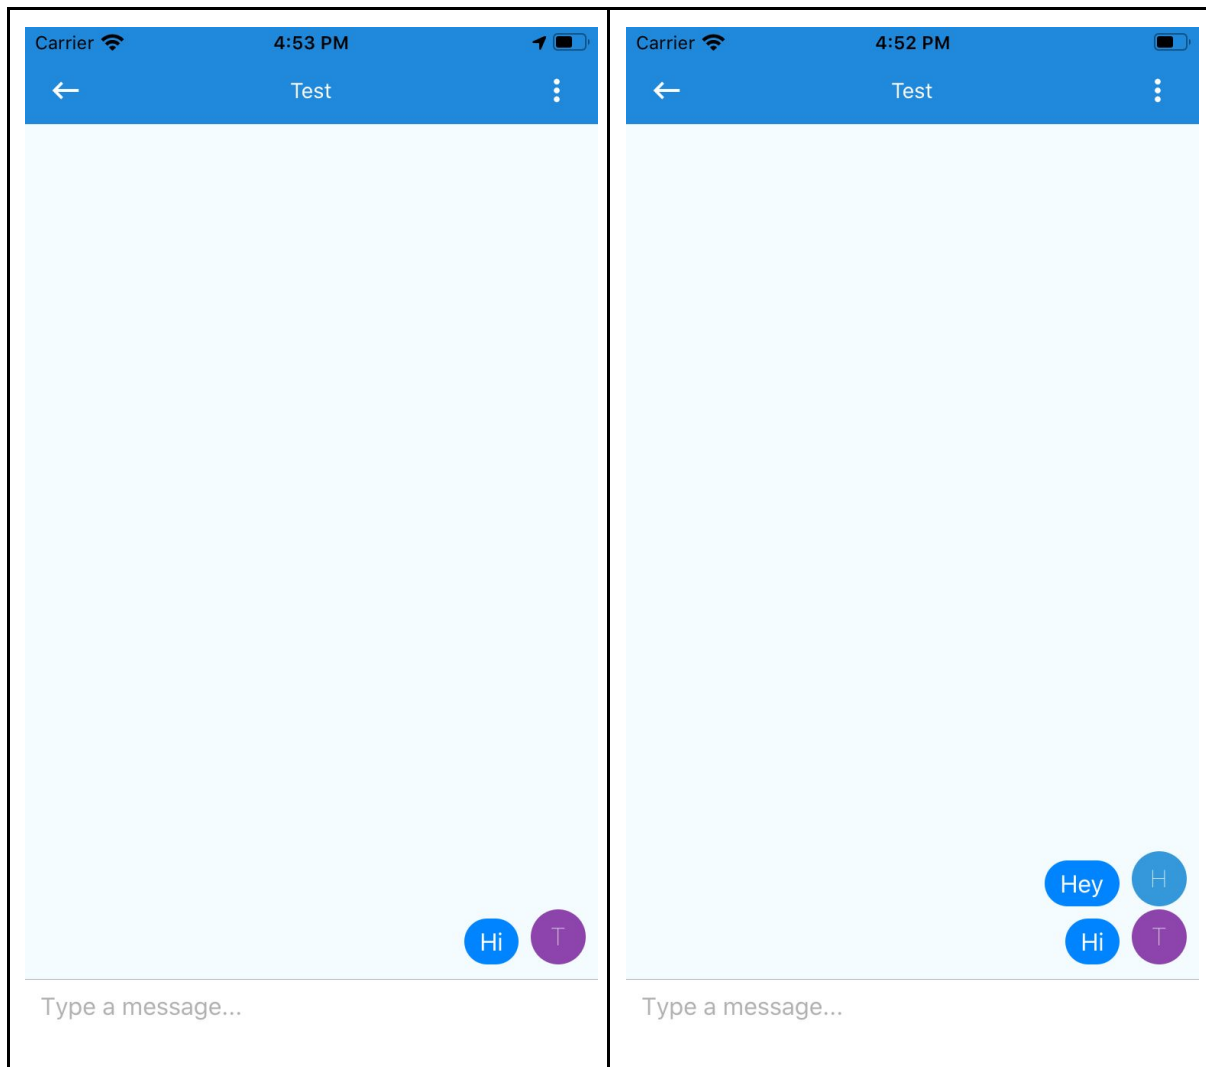 Carrier 4:53 PM
Test
Hi T
Type a message...
Carrier 4:52 PM
Test
Hey H
Hi T
Type a message...